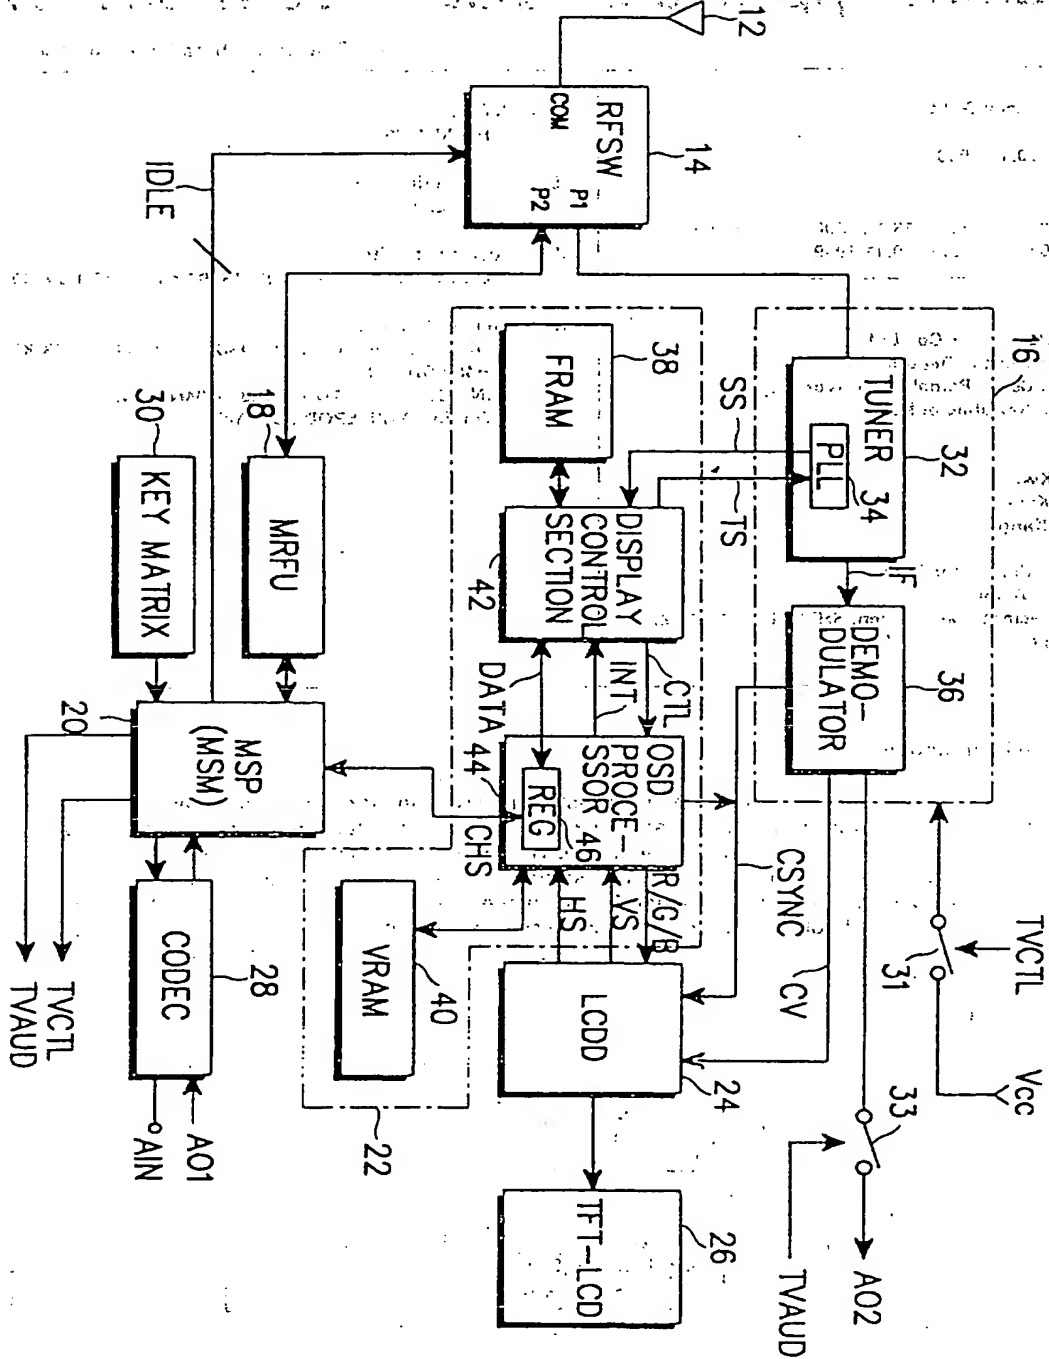 12
RFSW
COM
P1
P2
14
IDLE
16
TUNER
PLL
34
32
IF
DEMO-
DULATOR
36
SS
TS
FRAM
38
DISPLAY
CONTROL
SECTION
42
DATA
INT
CTL
OSD
PROCE-
SSOR
REG
46
44
CHS
HS
VS
R/G/B
CSYNC
CV
VRAM
40
22
LCDD
24
TFT-LCD
26
TVCTL
31
Vcc
33
TVAUD
AO2
18
MRFU
30
KEY MATRIX
20
MSP
(MSM)
CODEC
28
TVCTL
TVAUD
AO1
AIN